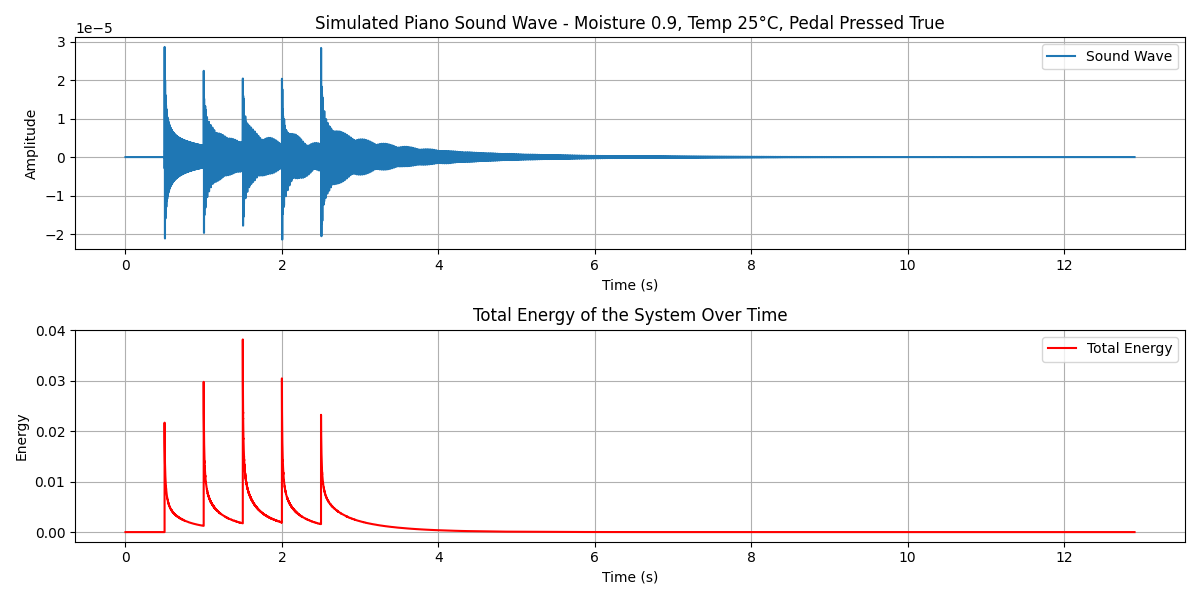 Simulated Piano Sound Wave - Moisture 0.9, Temp 25°C, Pedal Pressed True
1e−5
3
2
1
0
−1
−2
Amplitude
Sound Wave
0 2 4 6 8 10 12
Time (s)
Total Energy of the System Over Time
0.04
0.03
0.02
0.01
0.00
Energy
Total Energy
0 2 4 6 8 10 12
Time (s)